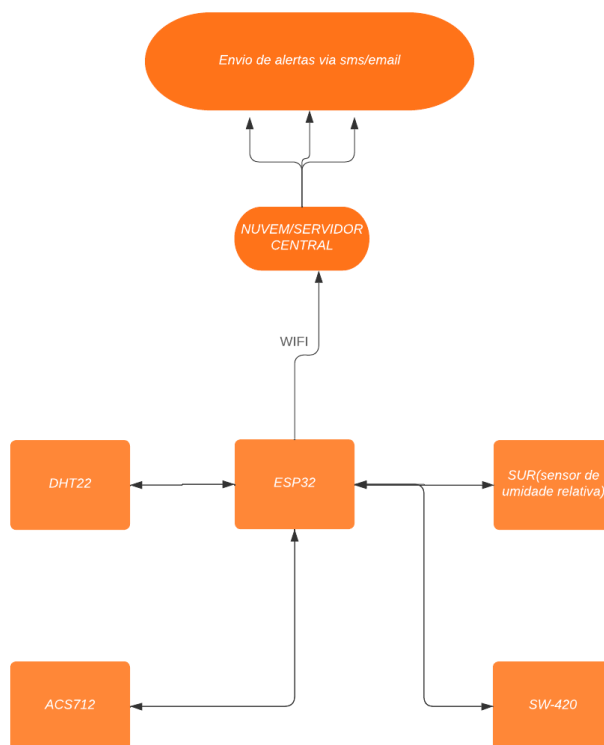 Envio de alertas via sms/email
NUVEM/SERVIDOR
CENTRAL
WIFI
DHT22
ESP32
SUR(sensor de
umidade relativa)
ACS712
SW-420